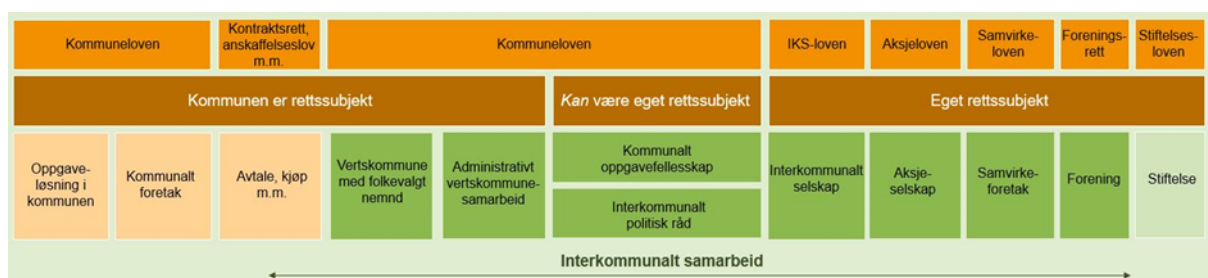 Kommuneloven
Kontraktsrett,
anskaffelseslov
m.m.
Kommuneloven
IKS-loven
Aksjeloven
Samvirke-
loven
Forenings-
rett
Stiftelses-
loven
Kommunen er rettssubjekt
Kan være eget rettssubjekt
Eget rettssubjekt
Oppgave-
løsning i
kommunen
Kommunalt
foretak
Avtale, kjøp
m.m.
Vertskommune
med folkevalgt
nemnd
Administrativt
vertskommune-
samarbeid
Kommunalt
oppgavefellesskap
Interkommunalt
politisk råd
Interkommunalt
selskap
Aksje-
selskap
Samvirke-
foretak
Forening
Stiftelse
Interkommunalt samarbeid